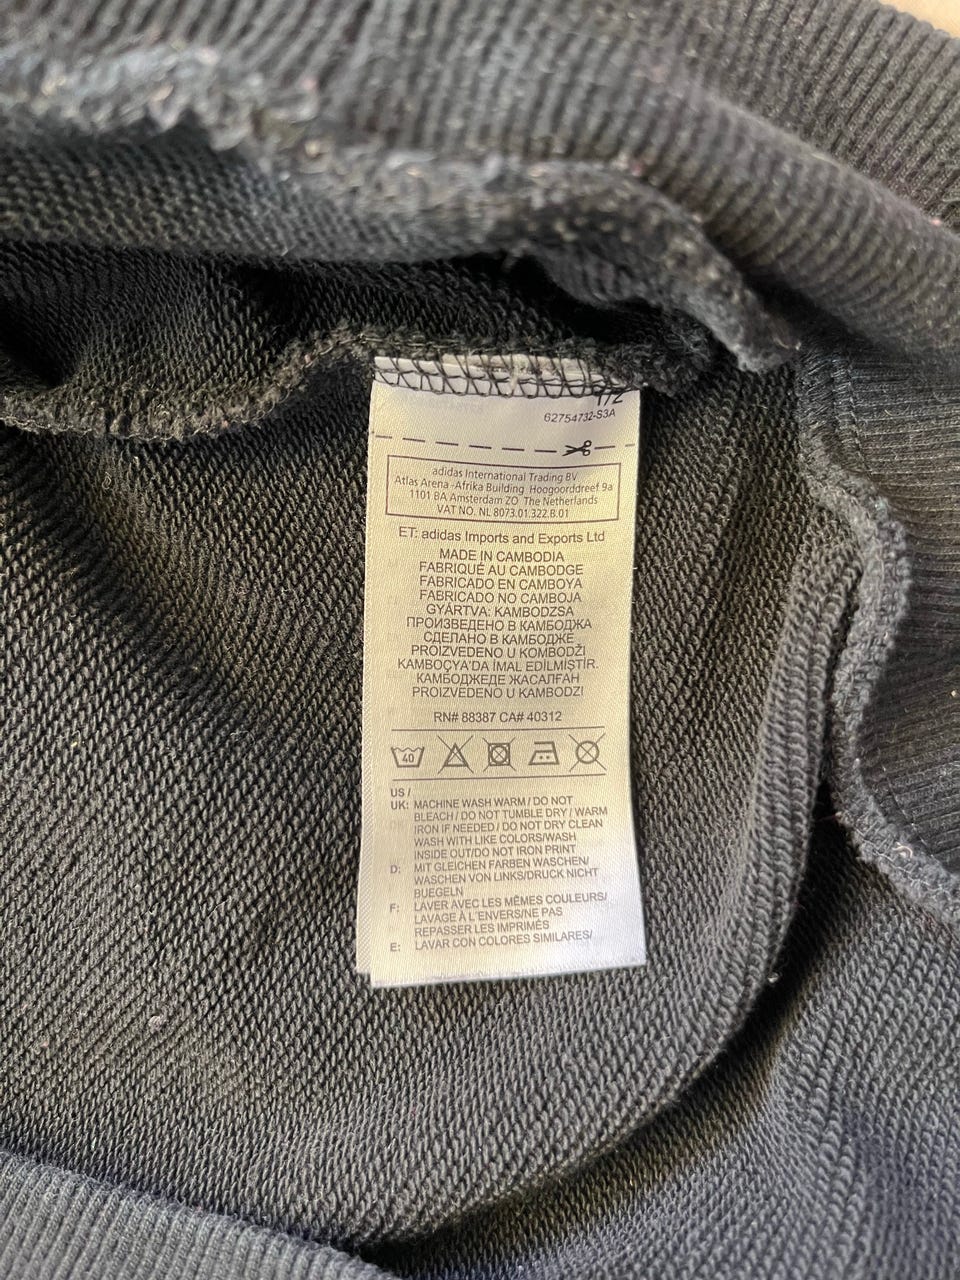 1/2
62754732-S3A
adidas International Trading BV
Atlas Arena -Afrika Building Hoogoorddreef 9a
1101 BA Amsterdam ZO The Netherlands
VAT NO. NL 8073.01.322.B.01
ET: adidas Imports and Exports Ltd
MADE IN CAMBODIA
FABRIQUÉ AU CAMBODGE
FABRICADO EN CAMBOYA
FABRICADO NO CAMBOJA
GYÁRTVA: KAMBODZSA
ПРОИЗВЕДЕНО В КАМБОДЖА
СДЕЛАНО В КАМБОДЖЕ
PROIZVEDENO U KOMBODŽI
KAMBOÇYA'DA İMAL EDİLMİŞTİR.
КАМБОДЖЕДЕ ЖАСАЛҒАН
PROIZVEDENO U KAMBODZI
RN# 88387 CA# 40312
40
US /
UK: MACHINE WASH WARM / DO NOT
BLEACH / DO NOT TUMBLE DRY / WARM
IRON IF NEEDED / DO NOT DRY CLEAN
WASH WITH LIKE COLORS/WASH
INSIDE OUT/DO NOT IRON PRINT
D: MIT GLEICHEN FARBEN WASCHEN/
WASCHEN VON LINKS/DRUCK NICHT
BUEGELN
F: LAVER AVEC LES MÊMES COULEURS/
LAVAGE À L'ENVERS/NE PAS
REPASSER LES IMPRIMÉS
E: LAVAR CON COLORES SIMILARES/